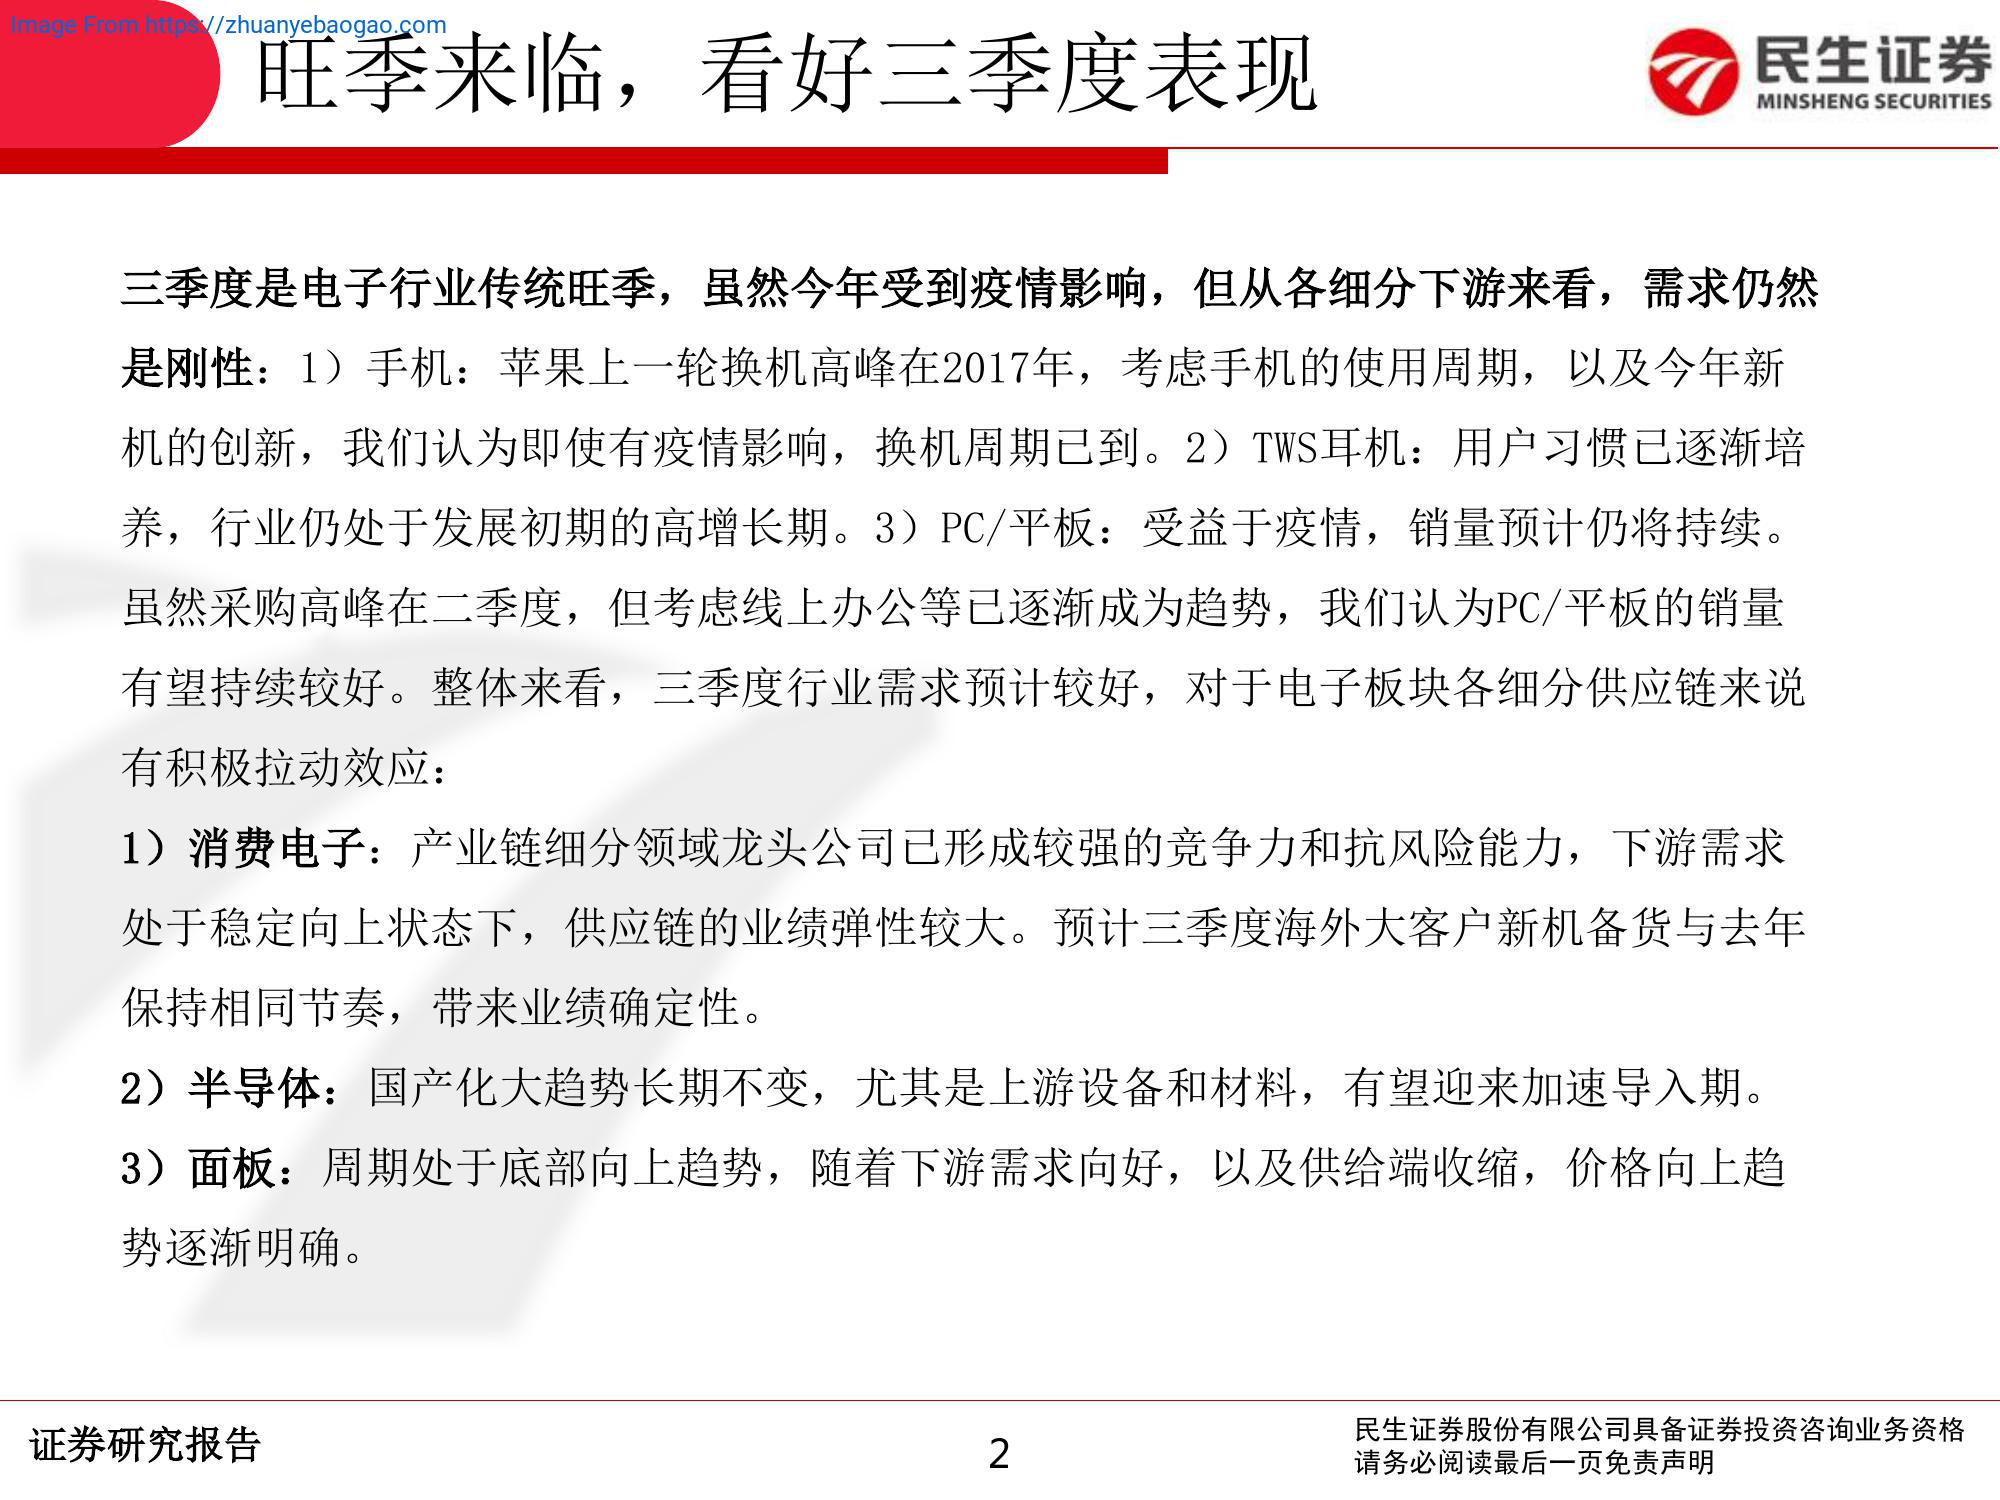 Image From https://zhuanyebaogao.com
旺季来临，看好三季度表现
民生证券
MINSHENG SECURITIES
三季度是电子行业传统旺季，虽然今年受到疫情影响，但从各细分下游来看，需求仍然
是刚性：1）手机：苹果上一轮换机高峰在2017年，考虑手机的使用周期，以及今年新
机的创新，我们认为即使有疫情影响，换机周期已到。2）TWS耳机：用户习惯已逐渐培
养，行业仍处于发展初期的高增长期。3）PC/平板：受益于疫情，销量预计仍将持续。
虽然采购高峰在二季度，但考虑线上办公等已逐渐成为趋势，我们认为PC/平板的销量
有望持续较好。整体来看，三季度行业需求预计较好，对于电子板块各细分供应链来说
有积极拉动效应：
1）消费电子：产业链细分领域龙头公司已形成较强的竞争力和抗风险能力，下游需求
处于稳定向上状态下，供应链的业绩弹性较大。预计三季度海外大客户新机备货与去年
保持相同节奏，带来业绩确定性。
2）半导体：国产化大趋势长期不变，尤其是上游设备和材料，有望迎来加速导入期。
3）面板：周期处于底部向上趋势，随着下游需求向好，以及供给端收缩，价格向上趋
势逐渐明确。
证券研究报告
2
民生证券股份有限公司具备证券投资咨询业务资格
请务必阅读最后一页免责声明